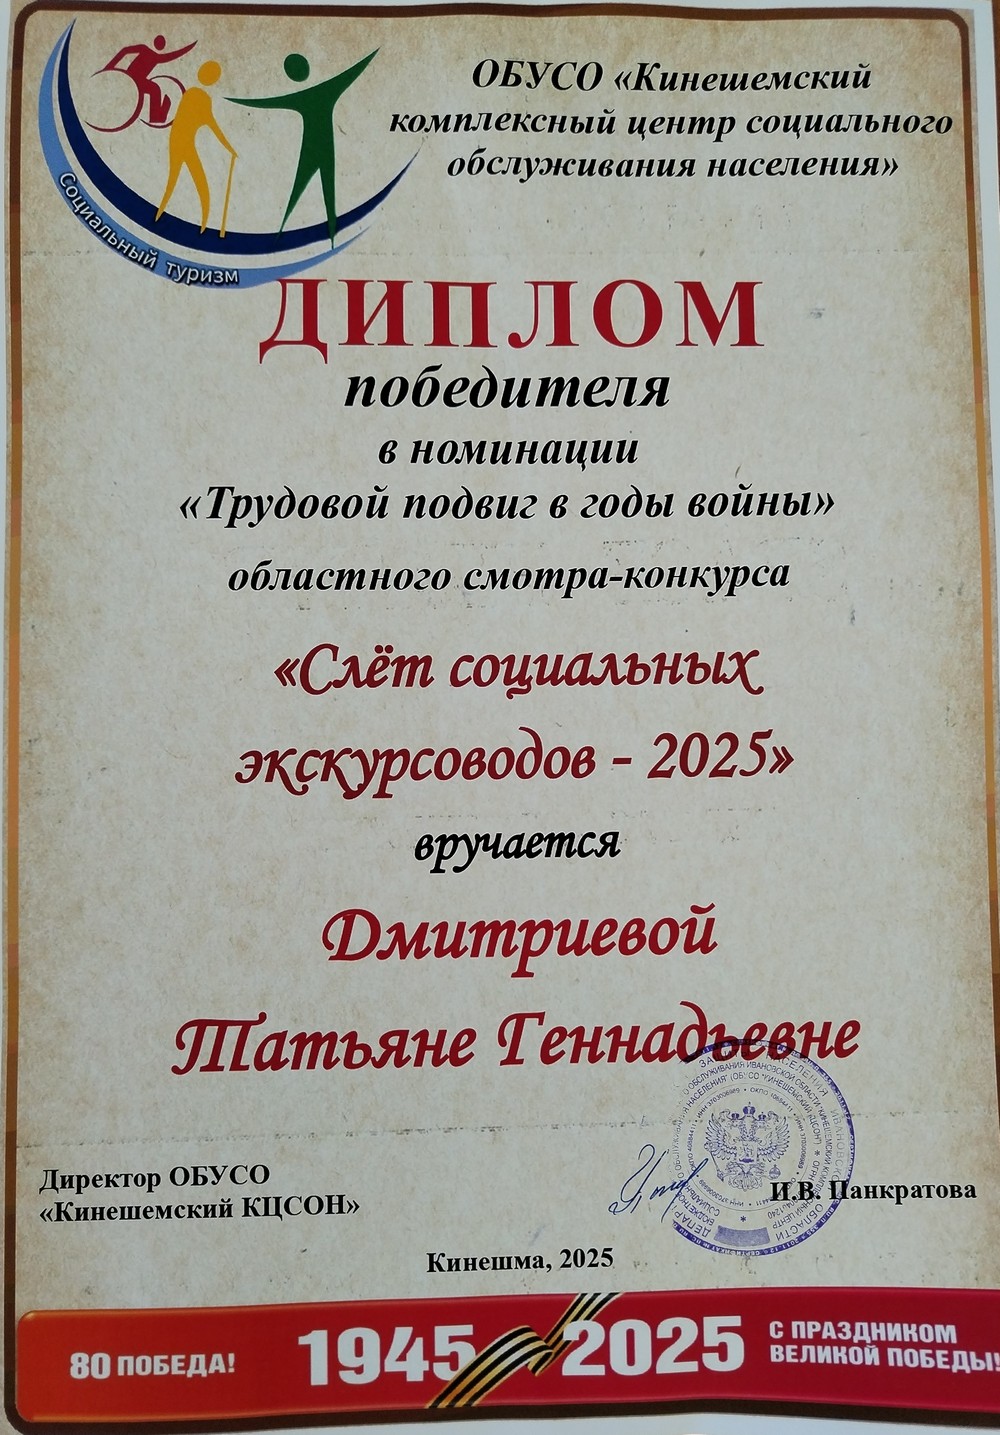 ОБУСО «Кинешемский
комплексный центр социального
обслуживания населения»
Социальный туризм
ДИПЛОМ
победителя
в номинации
«Трудовой подвиг в годы войны»
областного смотра-конкурса
«Слёт социальных
экскурсоводов - 2025»
вручается
Дмитриевой
Татьяне Геннадьевне
Директор ОБУСО
«Кинешемский КЦСОН»
И.В. Панкратова
Кинешма, 2025
80 ПОБЕДА!
1945
2025
С ПРАЗДНИКОМ
ВЕЛИКОЙ ПОБЕДЫ!